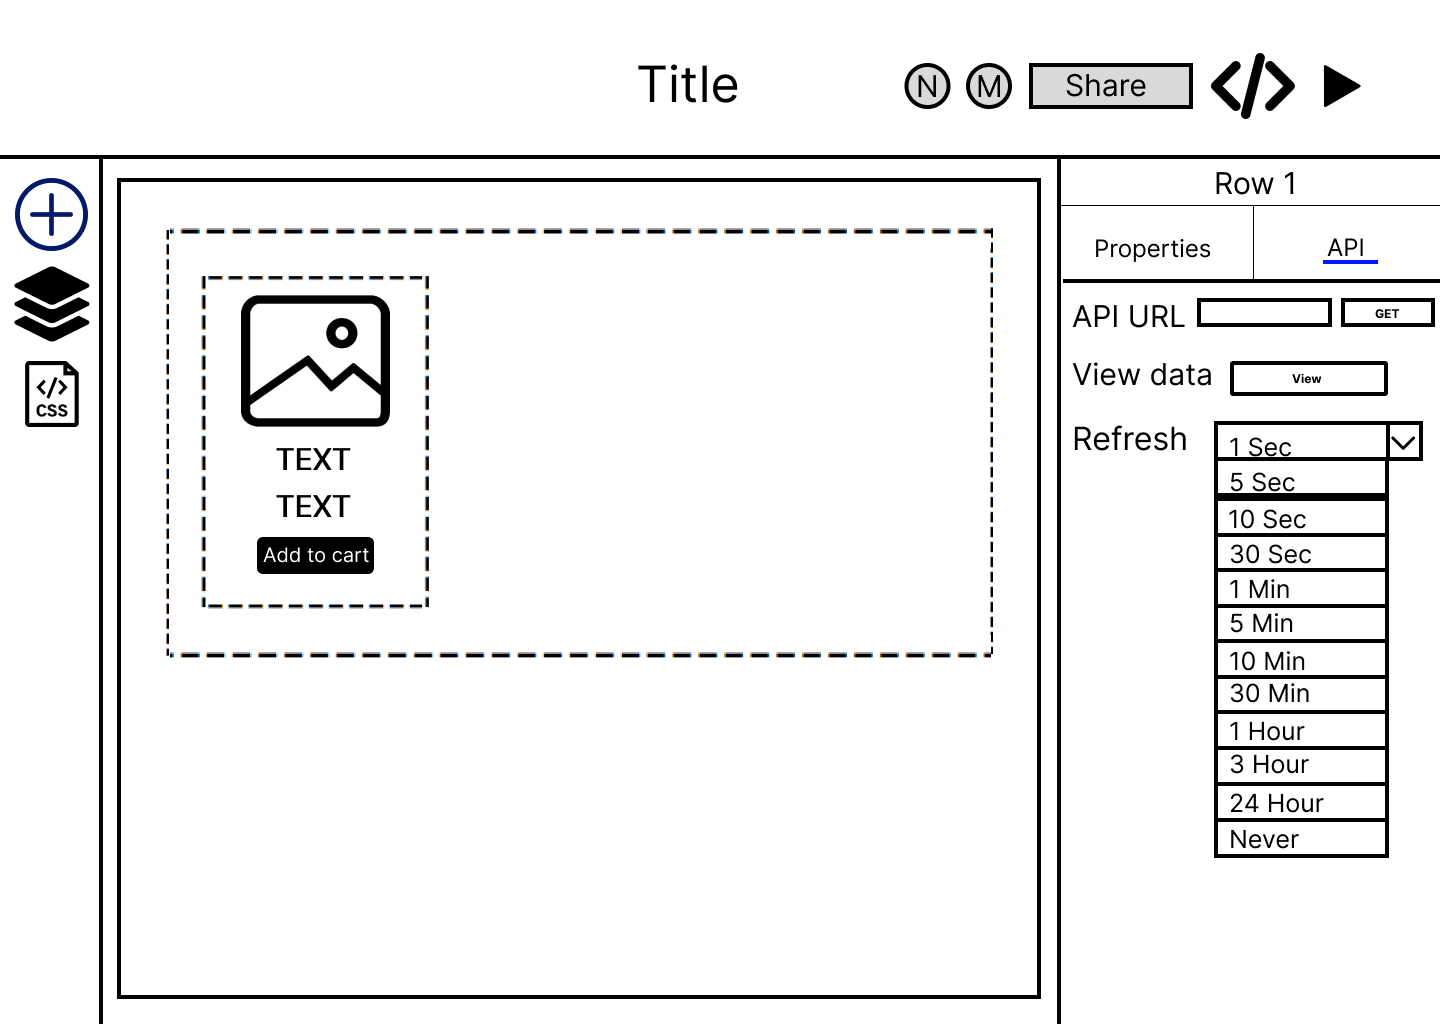 Title
N
M
Share
</>
Row 1
Properties
API
API URL
GET
View data
View
Refresh
1 Sec
5 Sec
10 Sec
30 Sec
1 Min
5 Min
10 Min
30 Min
1 Hour
3 Hour
24 Hour
Never
</>
CSS
TEXT
TEXT
Add to cart